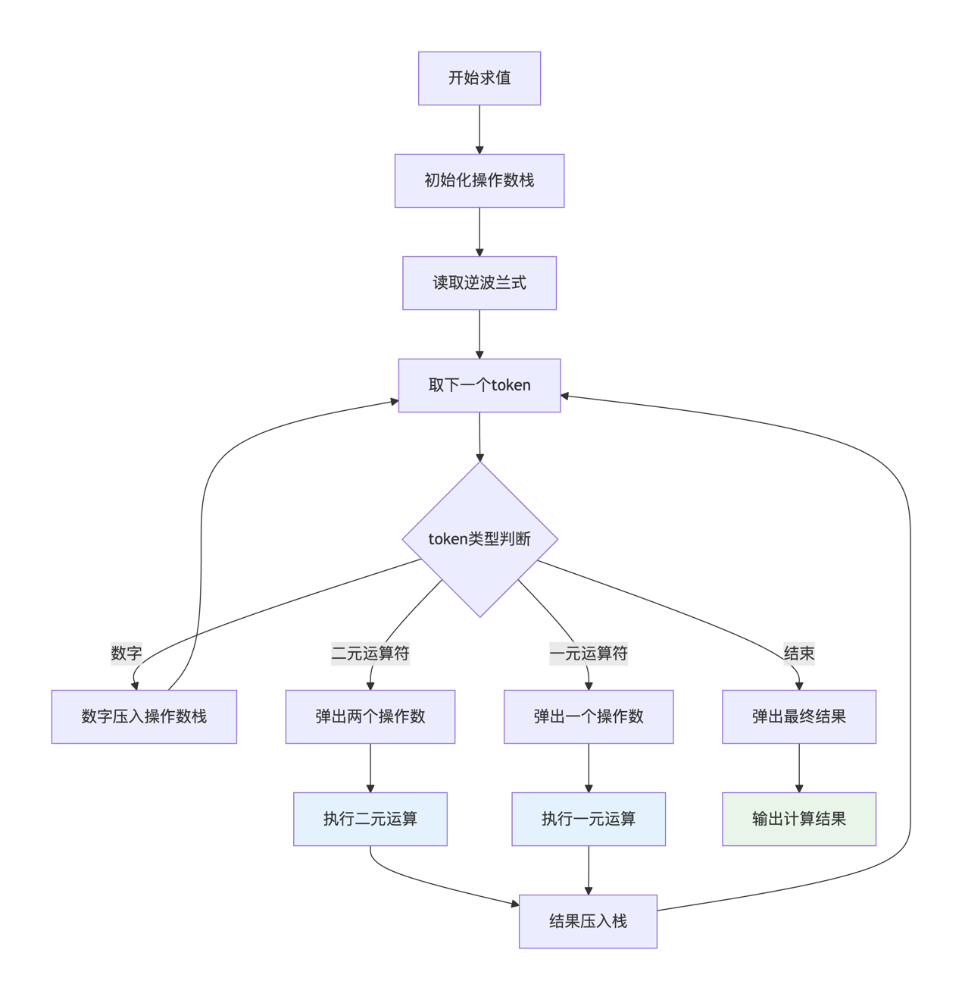 开始求值
初始化操作数栈
读取逆波兰式
取下一个token
token类型判断
数字
二元运算符
一元运算符
结束
数字压入操作数栈
弹出两个操作数
弹出一个操作数
弹出最终结果
执行二元运算
执行一元运算
输出计算结果
结果压入栈